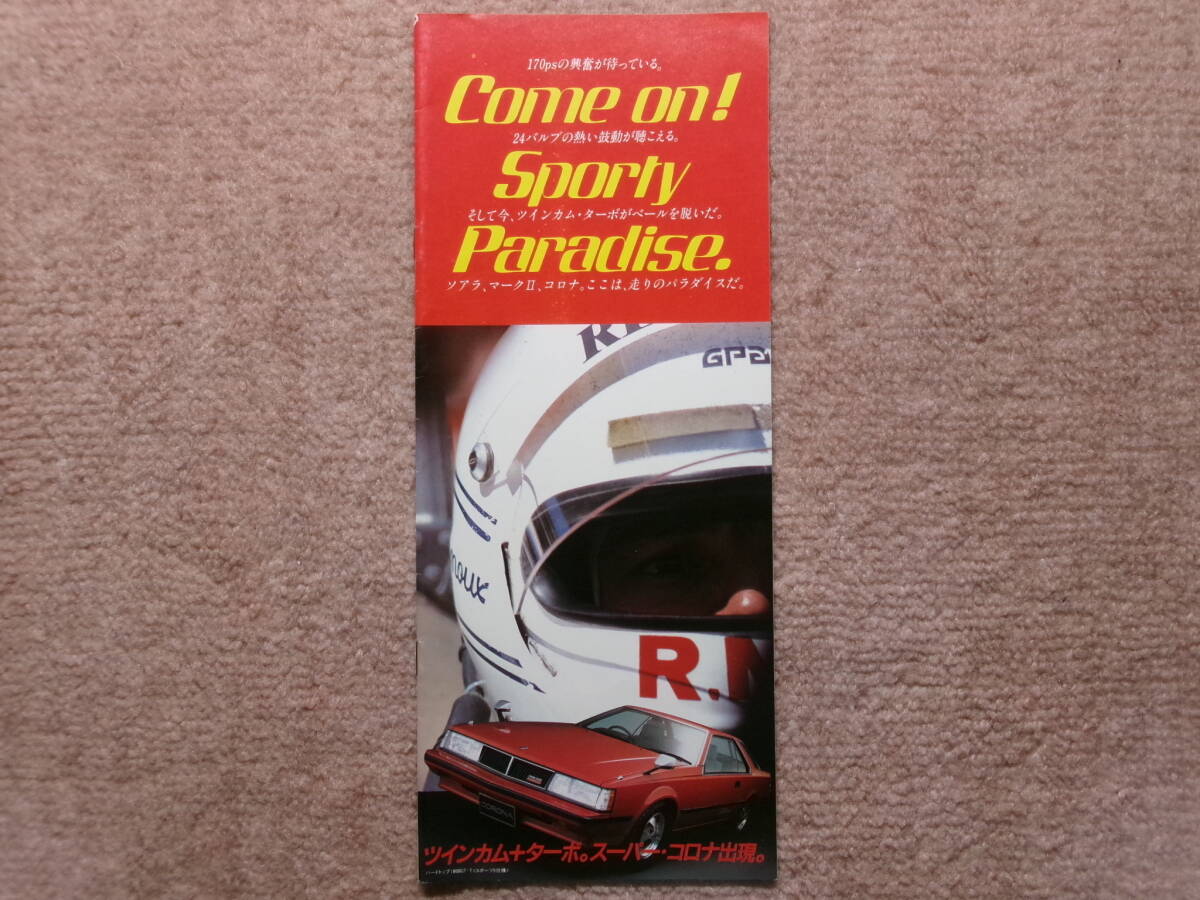 170psの興奮が待っている。
Come on!
24バルブの熱い鼓動が聴こえる。
Sporty
そして今、ツインカム・ターボがベールを脱いだ。
Paradise.
ソアラ、マークⅡ、コロナ。ここは、走りのパラダイスだ。
GPA
noux
R.
CORONA
ツインカム+ターボ。スーパー・コロナ出現。